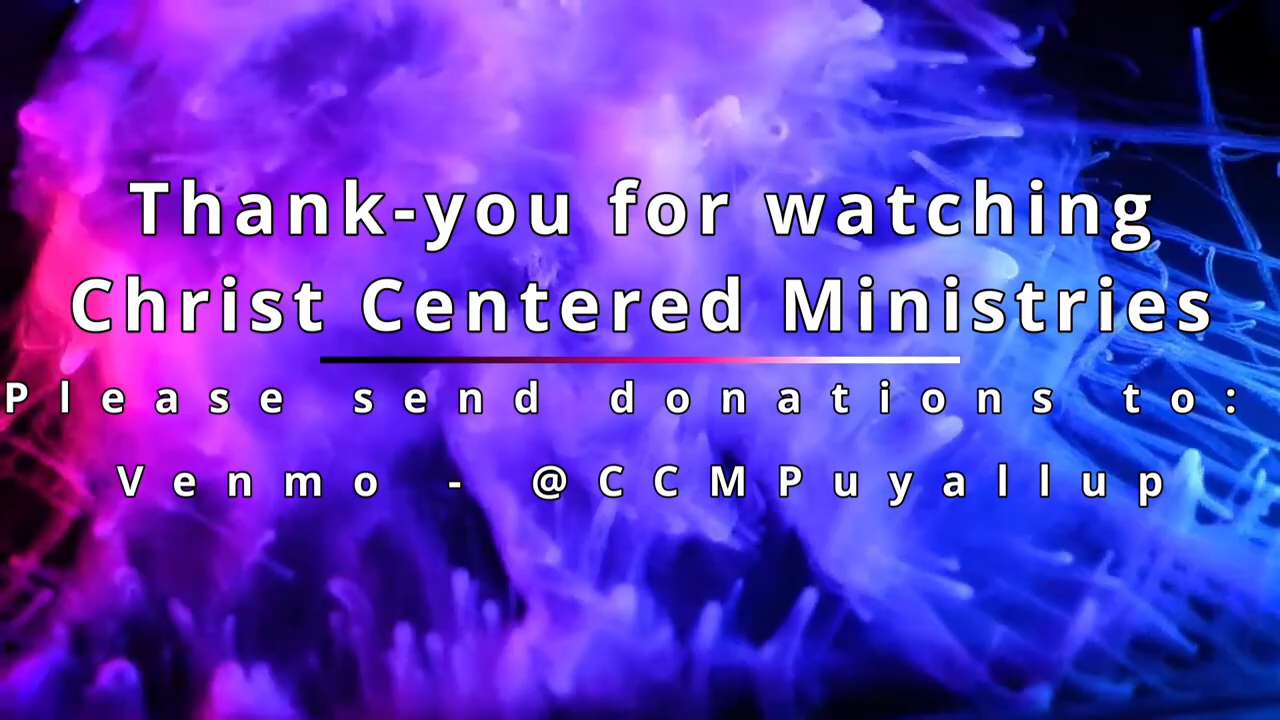 Thank-you for watching
Christ Centered Ministries
Please send donations to:
Venmo - @CCMPuyallup